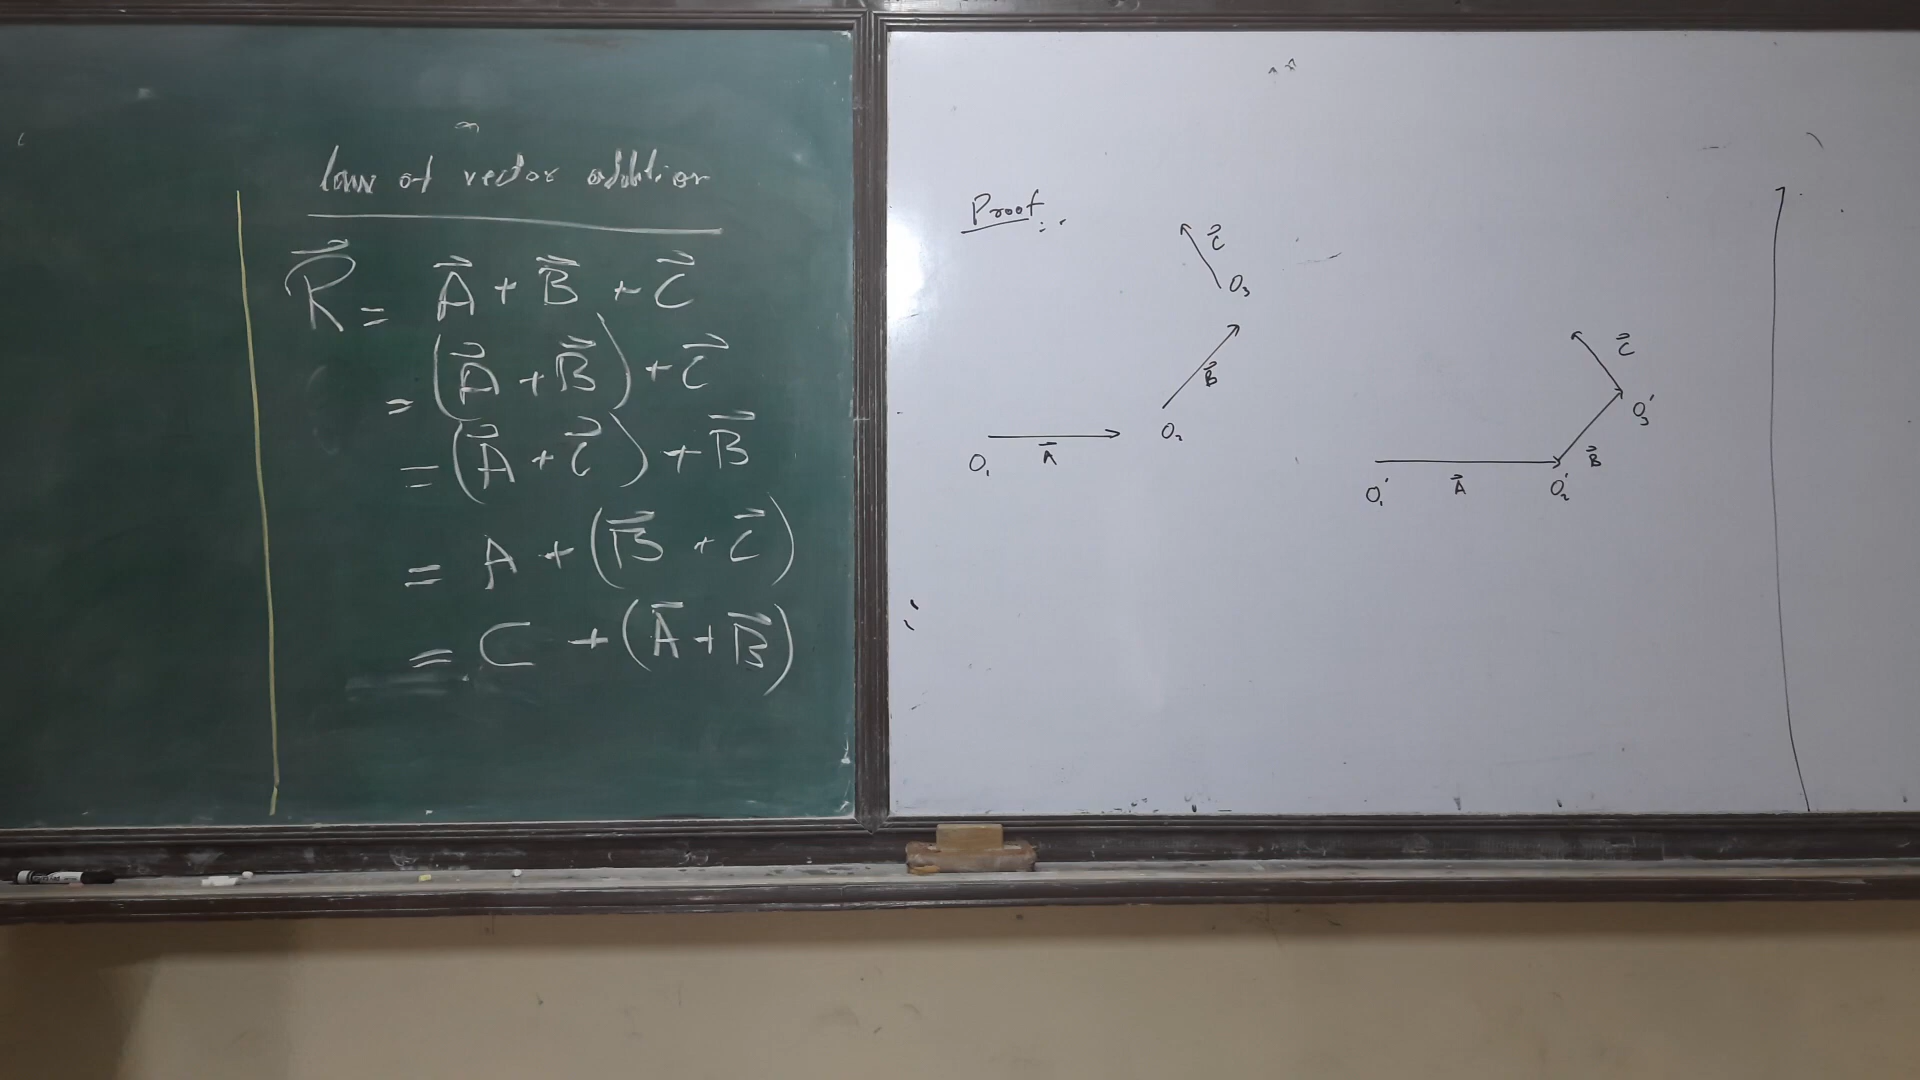 law of vector addition
R⃗ = A⃗ + B⃗ + C⃗
= (A⃗ + B⃗) + C⃗
= (A⃗ + C⃗) + B⃗
= A + (B⃗ + C⃗)
= C + (A⃗ + B⃗)
Proof :
C⃗
O₃
B⃗
O₂
O₁
A⃗
C⃗
O₃'
B⃗
O₁'
A⃗
O₂'